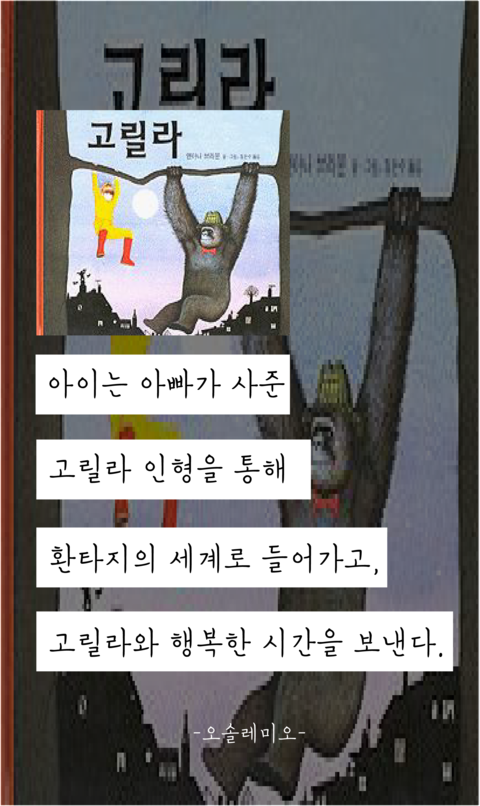 고릴라
고릴라
앤터니 브라운 글·그림, 장은수 옮김
아이는 아빠가 사준
고릴라 인형을 통해
환타지의 세계로 들어가고,
고릴라와 행복한 시간을 보낸다.
-오솔레미오-